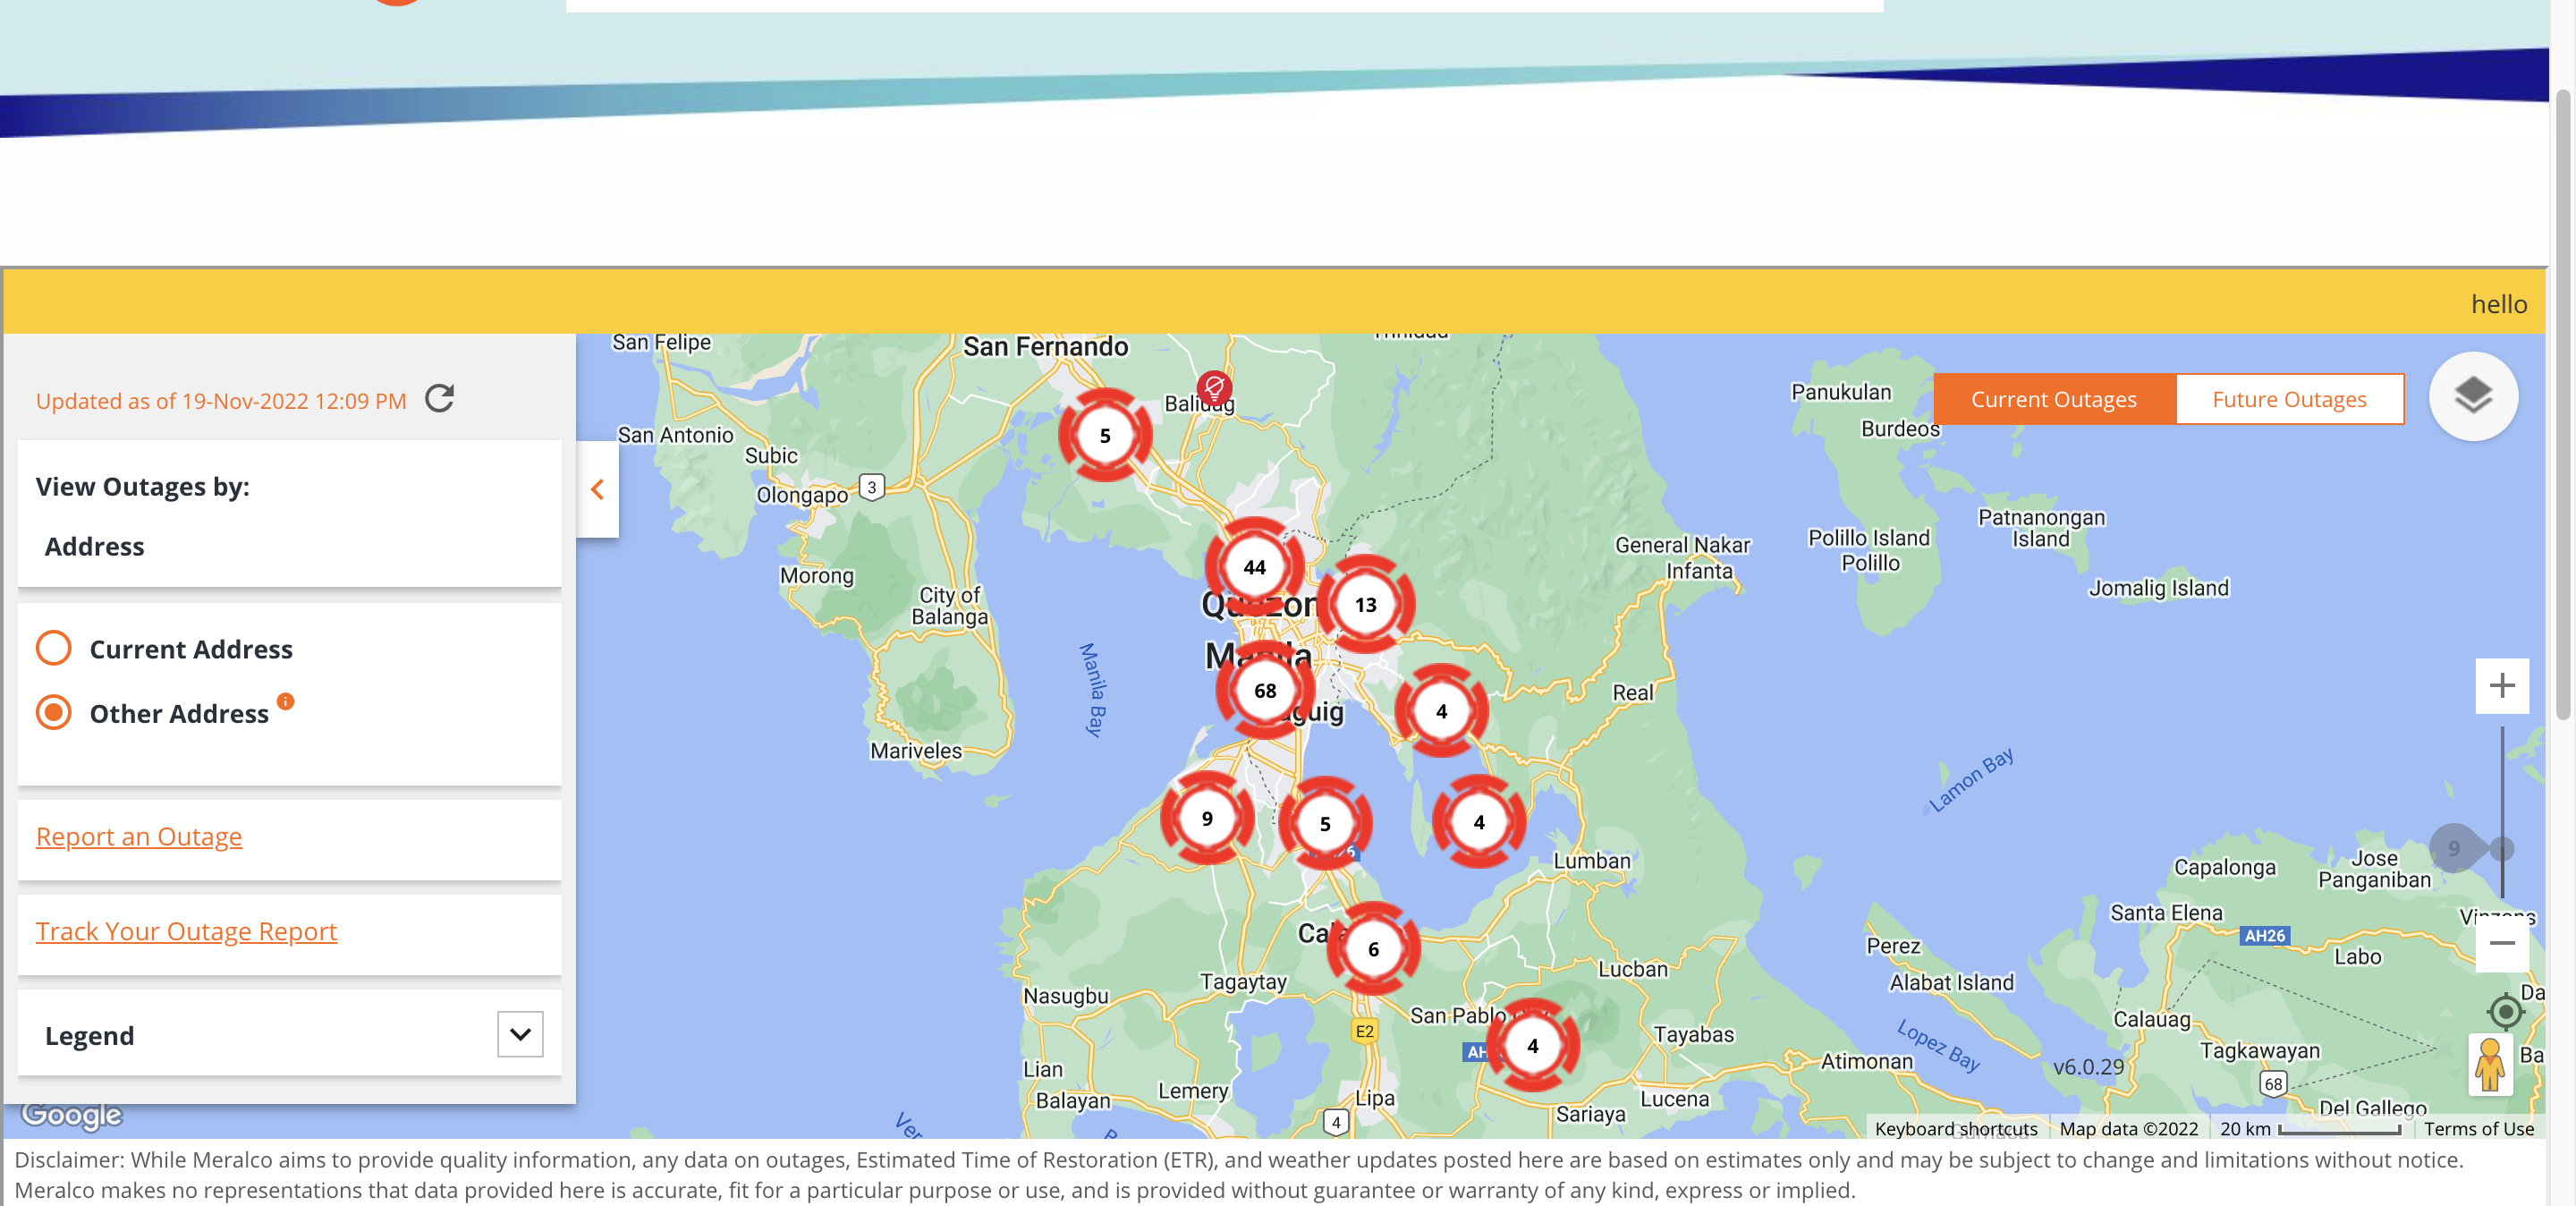 hello
Updated as of 19-Nov-2022 12:09 PM
View Outages by:
Address
Current Address
Other Address
Report an Outage
Track Your Outage Report
Legend
Google
Current Outages
Future Outages
San Felipe
San Fernando
Baliuag
5
San Antonio
Subic
Olongapo
3
Panukulan
Burdeos
Patnanongan
Island
Polillo Island
Polillo
Jomalig Island
General Nakar
Infanta
44
13
Morong
City of
Balanga
Manila Bay
68
4
Real
Mariveles
Lamon Bay
9
5
4
9
Lumban
Capalonga
Jose
Panganiban
Santa Elena
AH26
Labo
Perez
Alabat Island
6
Lucban
Tagaytay
Nasugbu
San Pablo
E2
4
Tayabas
Calauag
Lopez Bay
Tagkawayan
Atimonan
v6.0.29
68
Lian
Lemery
Balayan
Lipa
4
Lucena
Sariaya
Del Gallego
Keyboard shortcuts
Map data ©2022
20 km
Terms of Use
Disclaimer: While Meralco aims to provide quality information, any data on outages, Estimated Time of Restoration (ETR), and weather updates posted here are based on estimates only and may be subject to change and limitations without notice.
Meralco makes no representations that data provided here is accurate, fit for a particular purpose or use, and is provided without guarantee or warranty of any kind, express or implied.